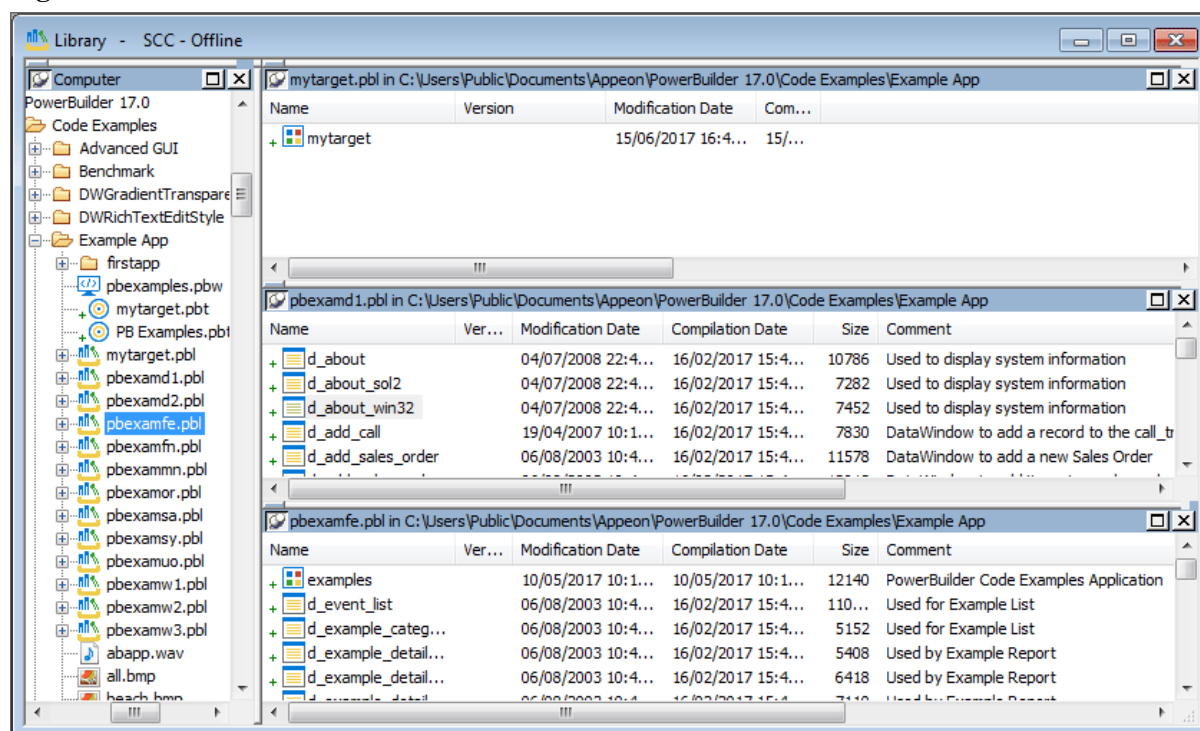 Library - SCC - Offline
Computer
PowerBuilder 17.0
Code Examples
Advanced GUI
Benchmark
DWGradientTranspare
DWRichTextEditStyle
Example App
firstapp
pbexamples.pbw
mytarget.pbt
PB Examples.pbt
mytarget.pbl
pbexamd1.pbl
pbexamd2.pbl
pbexamfe.pbl
pbexamfn.pbl
pbexammn.pbl
pbexamor.pbl
pbexamsa.pbl
pbexamsy.pbl
pbexamuo.pbl
pbexamw1.pbl
pbexamw2.pbl
pbexamw3.pbl
abapp.wav
all.bmp
beach.bmp
mytarget.pbl in C:\Users\Public\Documents\Appeon\PowerBuilder 17.0\Code Examples\Example App
Name Version Modification Date Com...
mytarget 15/06/2017 16:4... 15/...
pbexamd1.pbl in C:\Users\Public\Documents\Appeon\PowerBuilder 17.0\Code Examples\Example App
Name Ver... Modification Date Compilation Date Size Comment
d_about 04/07/2008 22:4... 16/02/2017 15:4... 10786 Used to display system information
d_about_sol2 04/07/2008 22:4... 16/02/2017 15:4... 7282 Used to display system information
d_about_win32 04/07/2008 22:4... 16/02/2017 15:4... 7452 Used to display system information
d_add_call 19/04/2007 10:1... 16/02/2017 15:4... 7830 DataWindow to add a record to the call_tr
d_add_sales_order 06/08/2003 10:4... 16/02/2017 15:4... 11578 DataWindow to add a new Sales Order
pbexamfe.pbl in C:\Users\Public\Documents\Appeon\PowerBuilder 17.0\Code Examples\Example App
Name Ver... Modification Date Compilation Date Size Comment
examples 10/05/2017 10:1... 10/05/2017 10:1... 12140 PowerBuilder Code Examples Application
d_event_list 06/08/2003 10:4... 16/02/2017 15:4... 110... Used for Example List
d_example_categ... 06/08/2003 10:4... 16/02/2017 15:4... 5152 Used for Example List
d_example_detail... 06/08/2003 10:4... 16/02/2017 15:4... 5408 Used by Example Report
d_example_detail... 06/08/2003 10:4... 16/02/2017 15:4... 6418 Used by Example Report